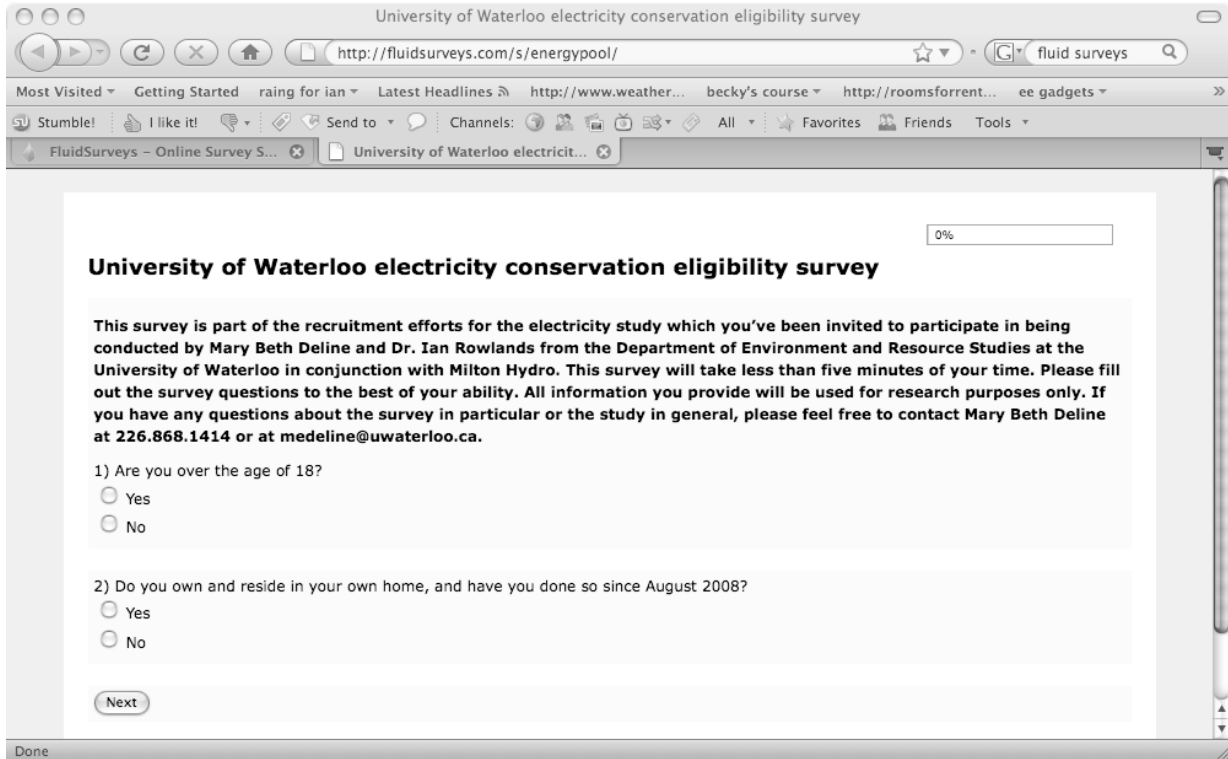 University of Waterloo electricity conservation eligibility survey
http://fluidsurveys.com/s/energypool/ G fluid surveys
Most Visited Getting Started raing for ian Latest Headlines http://www.weather... becky's course http://roomsforrent... ee gadgets »
Stumble! I like it! Send to Channels: All Favorites Friends Tools
FluidSurveys – Online Survey S... University of Waterloo electricit...
0%
University of Waterloo electricity conservation eligibility survey
This survey is part of the recruitment efforts for the electricity study which you’ve been invited to participate in being
conducted by Mary Beth Deline and Dr. Ian Rowlands from the Department of Environment and Resource Studies at the
University of Waterloo in conjunction with Milton Hydro. This survey will take less than five minutes of your time. Please fill
out the survey questions to the best of your ability. All information you provide will be used for research purposes only. If
you have any questions about the survey in particular or the study in general, please feel free to contact Mary Beth Deline
at 226.868.1414 or at medeline@uwaterloo.ca.
1) Are you over the age of 18?
Yes
No
2) Do you own and reside in your own home, and have you done so since August 2008?
Yes
No
Next
Done